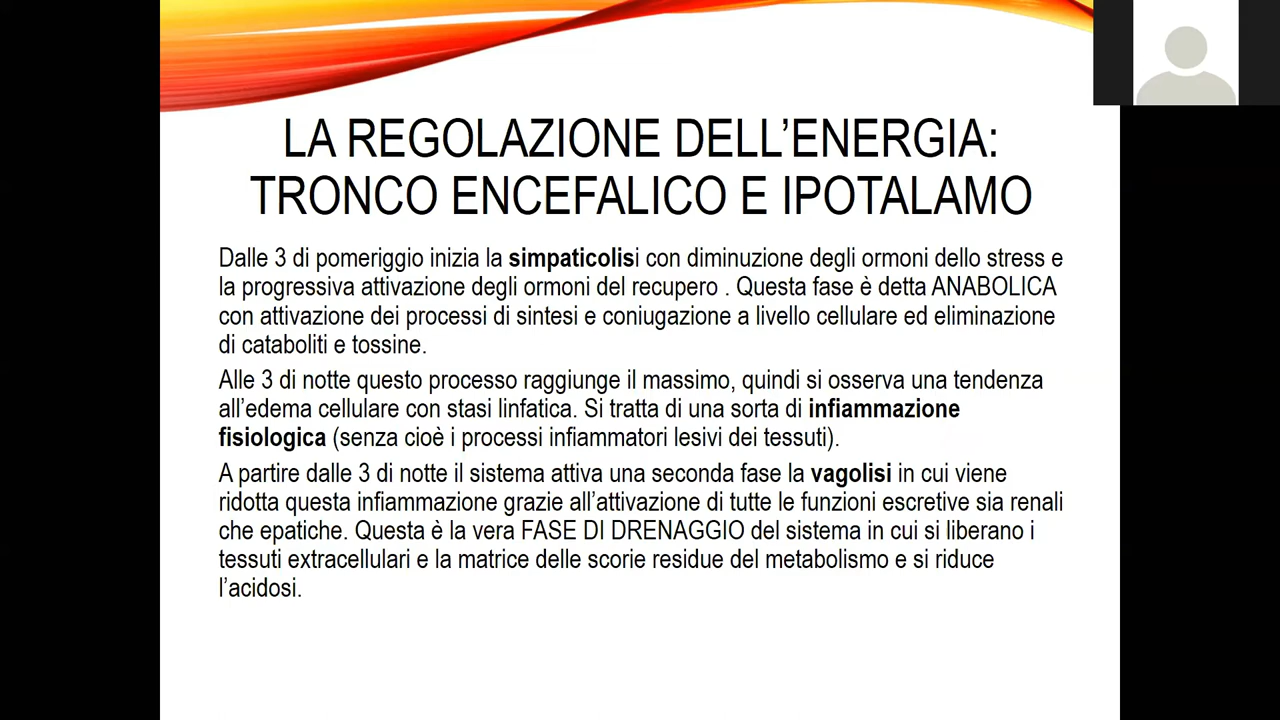 LA REGOLAZIONE DELL’ENERGIA:
TRONCO ENCEFALICO E IPOTALAMO
Dalle 3 di pomeriggio inizia la simpaticolisi con diminuzione degli ormoni dello stress e
la progressiva attivazione degli ormoni del recupero . Questa fase è detta ANABOLICA
con attivazione dei processi di sintesi e coniugazione a livello cellulare ed eliminazione
di cataboliti e tossine.
Alle 3 di notte questo processo raggiunge il massimo, quindi si osserva una tendenza
all’edema cellulare con stasi linfatica. Si tratta di una sorta di infiammazione
fisiologica (senza cioè i processi infiammatori lesivi dei tessuti).
A partire dalle 3 di notte il sistema attiva una seconda fase la vagolisi in cui viene
ridotta questa infiammazione grazie all’attivazione di tutte le funzioni escretive sia renali
che epatiche. Questa è la vera FASE DI DRENAGGIO del sistema in cui si liberano i
tessuti extracellulari e la matrice delle scorie residue del metabolismo e si riduce
l’acidosi.